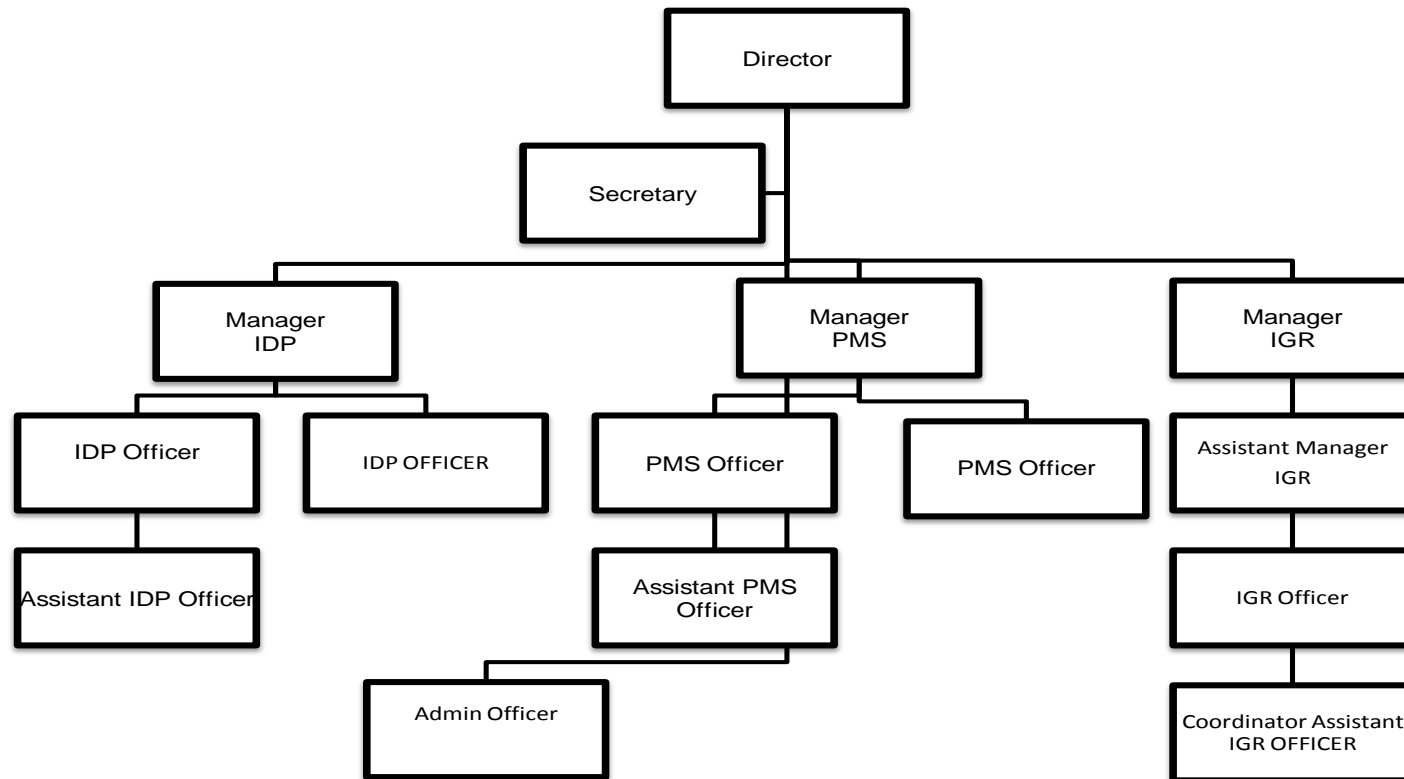 Director
Secretary
Manager
IDP
Manager
PMS
Manager
IGR
IDP Officer
IDP OFFICER
PMS Officer
PMS Officer
Assistant Manager
IGR
Assistant IDP Officer
Assistant PMS
Officer
IGR Officer
Admin Officer
Coordinator Assistant
IGR OFFICER